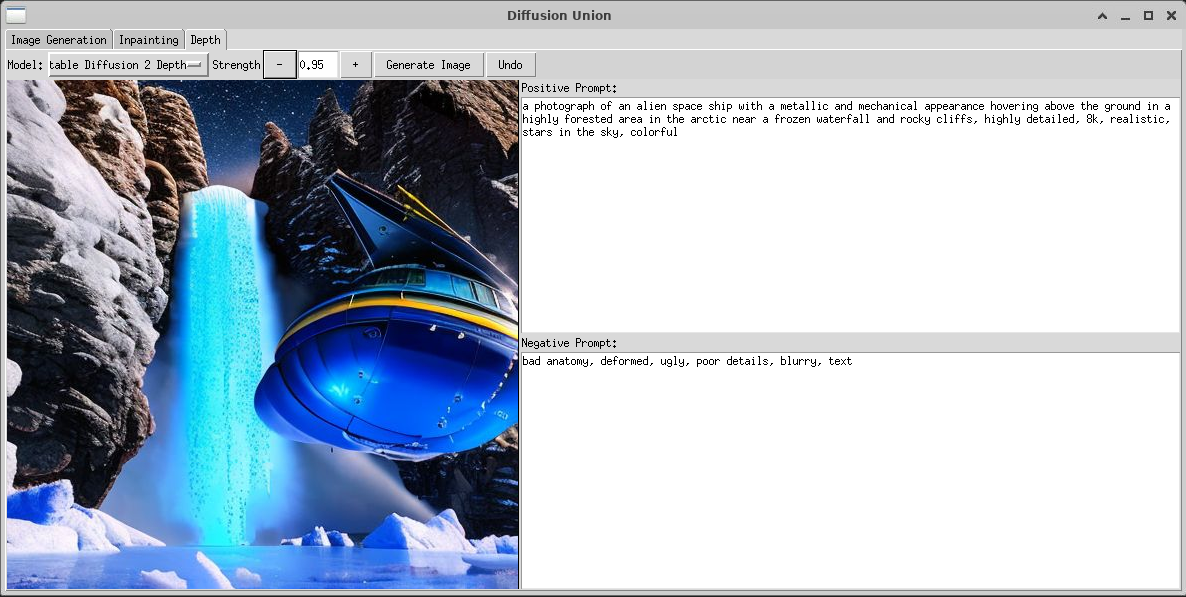 Diffusion Union
Image Generation Inpainting Depth
Model: table Diffusion 2 Depth Strength - 0.95 + Generate Image Undo
Positive Prompt:
a photograph of an alien space ship with a metallic and mechanical appearance hovering above the ground in a
highly forested area in the arctic near a frozen waterfall and rocky cliffs, highly detailed, 8k, realistic,
stars in the sky, colorful
Negative Prompt:
bad anatomy, deformed, ugly, poor details, blurry, text